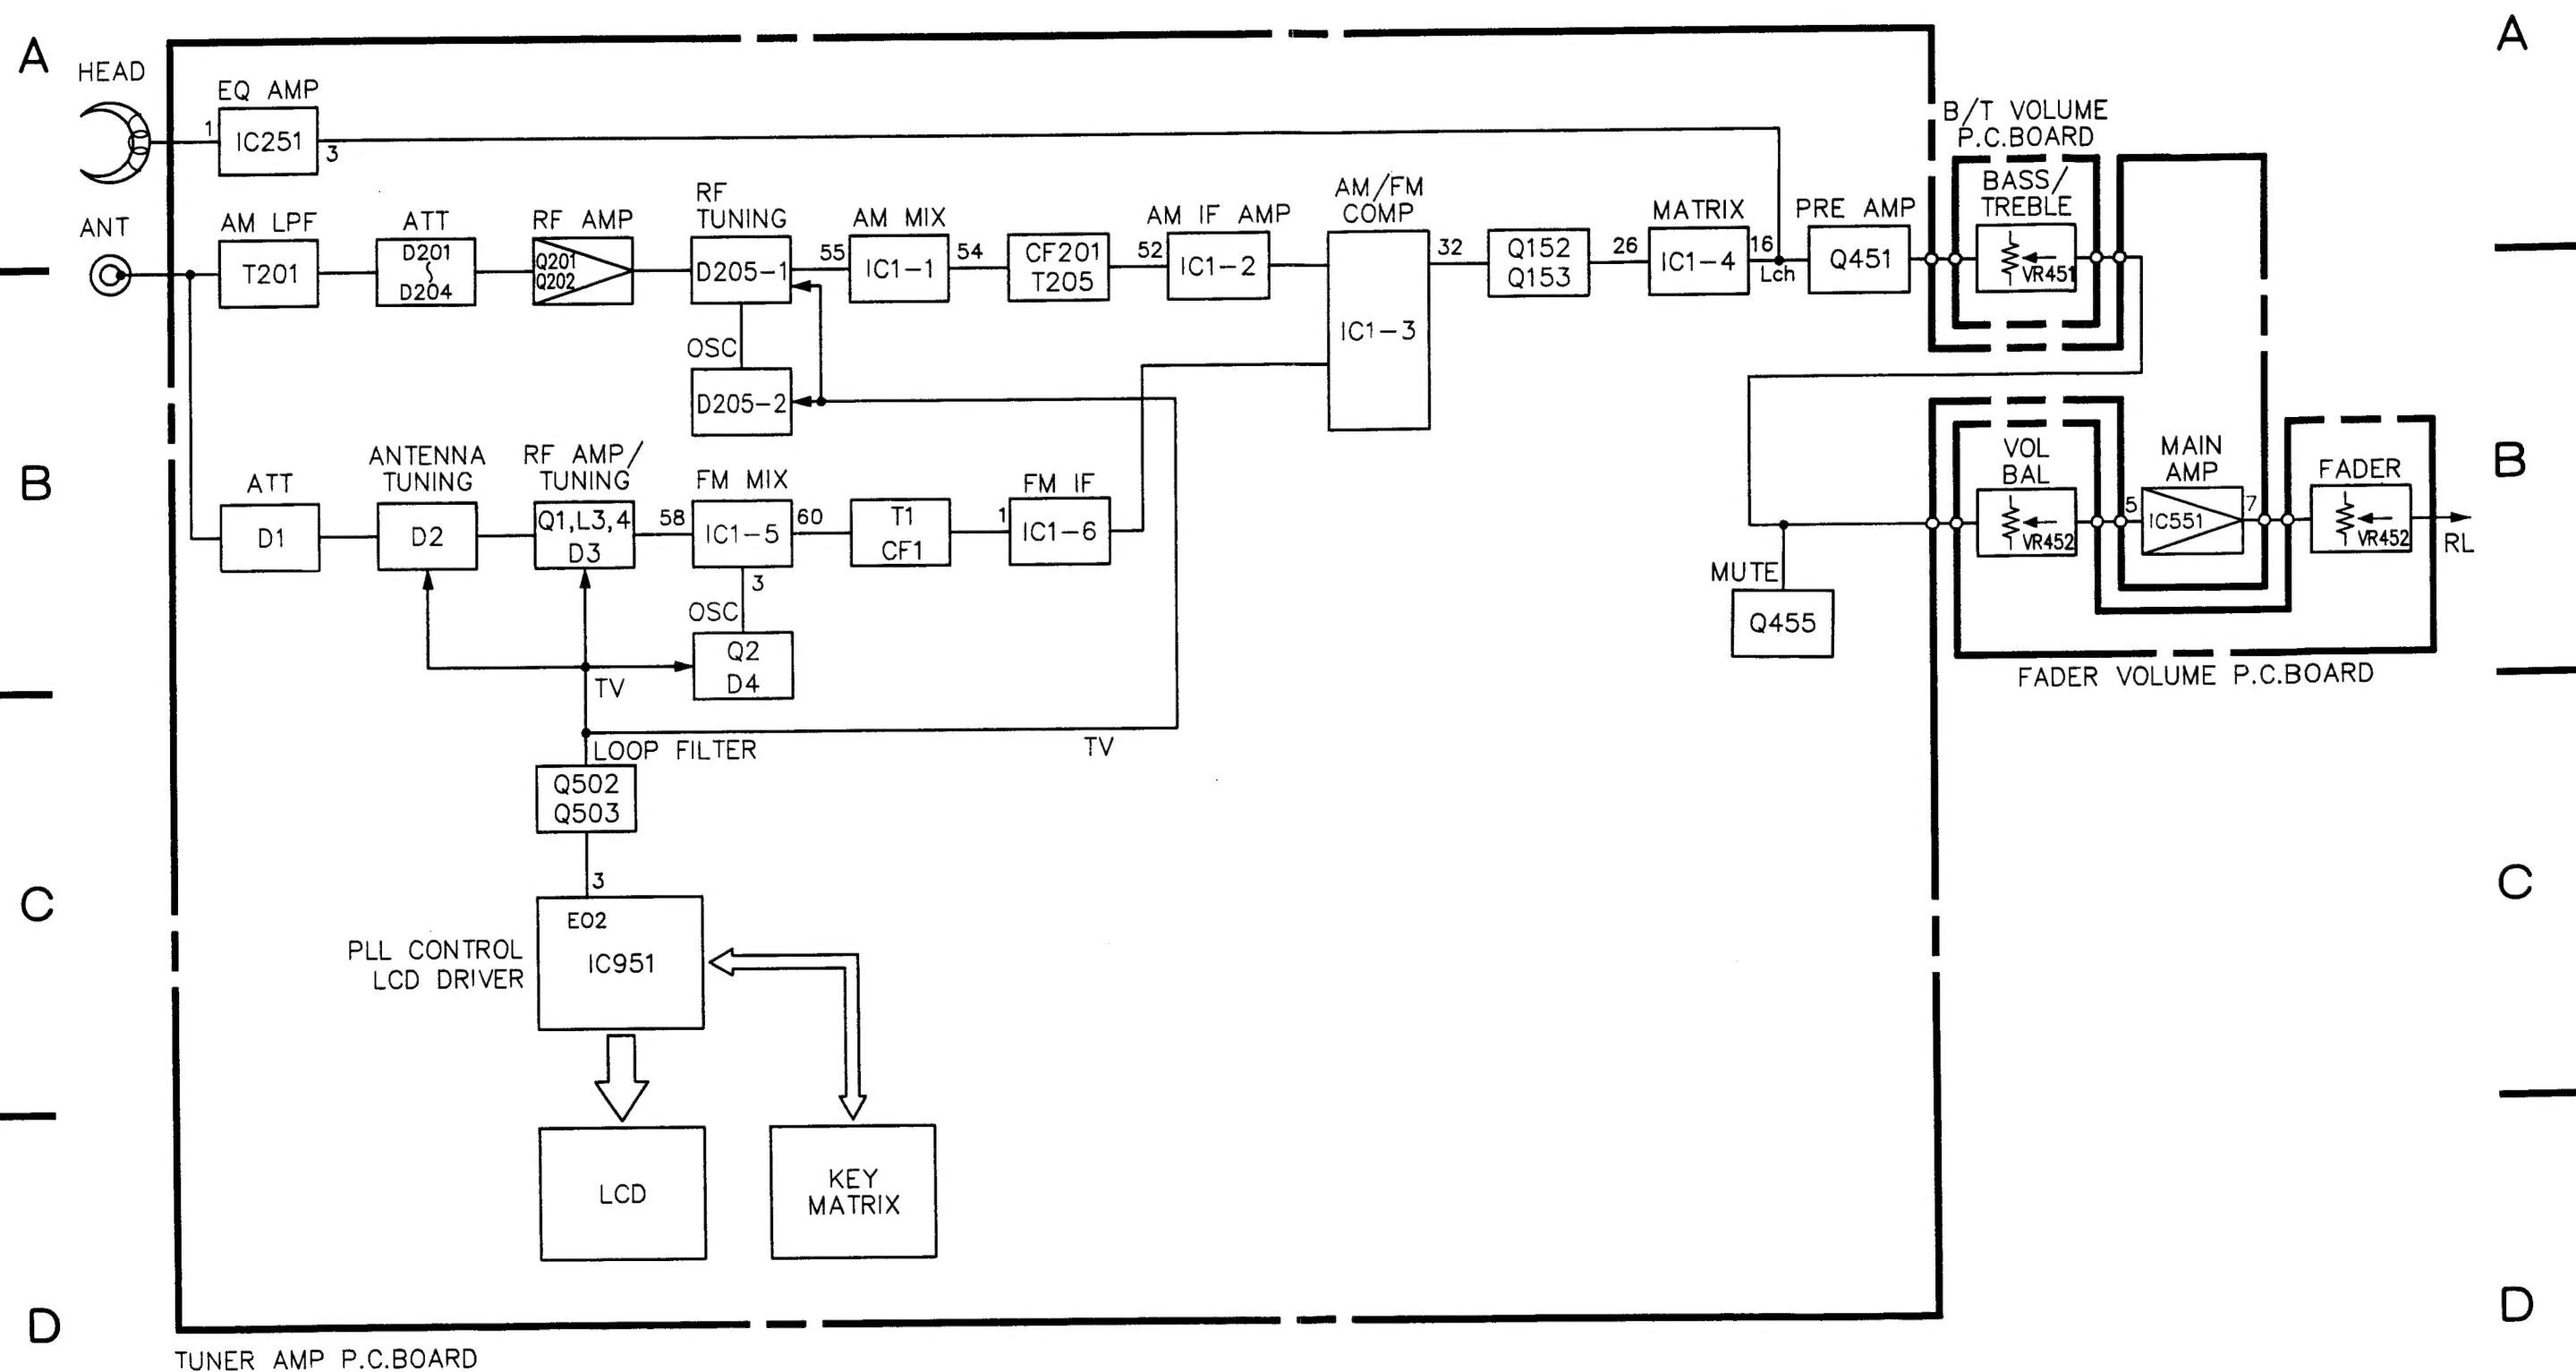 A
A
HEAD
EQ AMP
1
IC251
3
B/T VOLUME
P.C.BOARD
ANT
AM LPF
T201
ATT
D201
D204
RF AMP
Q201
Q202
RF
TUNING
D205-1
55
AM MIX
IC1-1
54
CF201
T205
52
AM IF AMP
IC1-2
AM/FM
COMP
IC1-3
32
Q152
Q153
26
MATRIX
IC1-4
16
Lch
PRE AMP
Q451
BASS/
TREBLE
VR451
OSC
D205-2
B
B
ATT
D1
ANTENNA
TUNING
D2
RF AMP/
TUNING
Q1,L3,4
D3
58
FM MIX
IC1-5
60
3
T1
CF1
1
FM IF
IC1-6
VOL
BAL
VR452
MAIN
AMP
5
IC551
7
FADER
VR452
RL
OSC
Q2
D4
TV
MUTE
Q455
FADER VOLUME P.C.BOARD
LOOP FILTER
TV
Q502
Q503
3
C
C
EO2
IC951
PLL CONTROL
LCD DRIVER
LCD
KEY
MATRIX
D
D
TUNER AMP P.C.BOARD